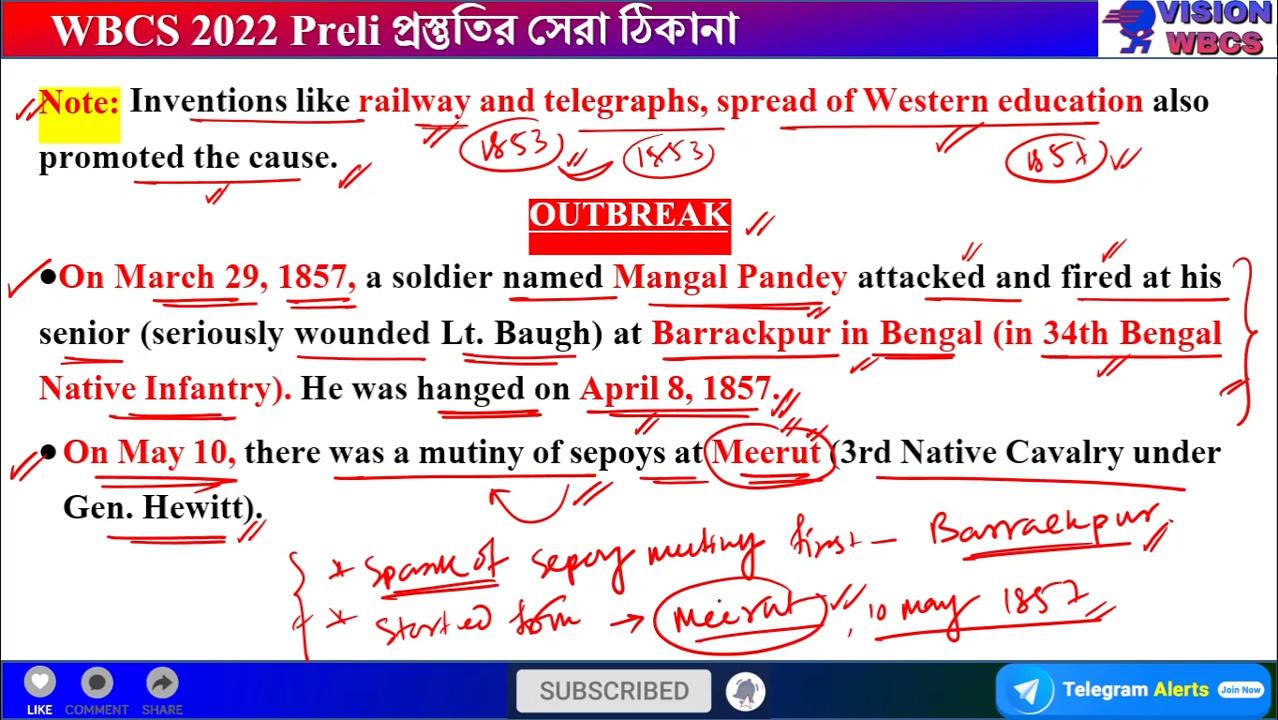 WBCS 2022 Preli প্রস্তুতির সেরা ঠিকানা
VISION
WBCS
Note: Inventions like railway and telegraphs, spread of Western education also
1853 1853 1857
promoted the cause.
OUTBREAK
●On March 29, 1857, a soldier named Mangal Pandey attacked and fired at his
senior (seriously wounded Lt. Baugh) at Barrackpur in Bengal (in 34th Bengal
Native Infantry). He was hanged on April 8, 1857.
● On May 10, there was a mutiny of sepoys at Meerut (3rd Native Cavalry under
Gen. Hewitt).
* Spark of sepoy mutiny first - Barrackpur.
* Started from → Meerut, 10 may 1857
LIKE COMMENT SHARE SUBSCRIBED Telegram Alerts Join Now